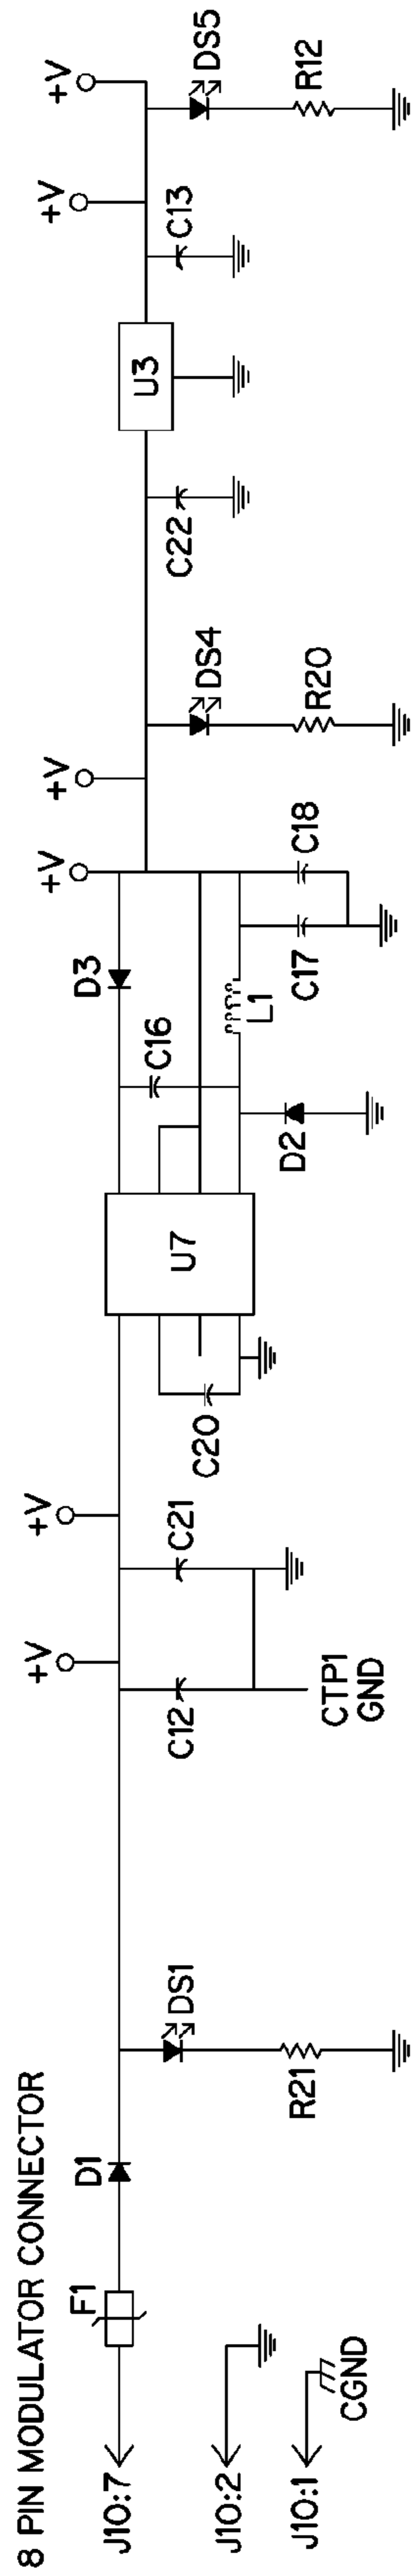 8 PIN MODULATOR CONNECTOR
J10:7
F1
D1
DS1
R21
J10:2
J10:1
CGND
+V
C12
CTP1
GND
+V
C21
C20
U7
D2
C16
L1
D3
C17
C18
+V
+V
DS4
R20
C22
U3
C13
+V
+V
DS5
R12